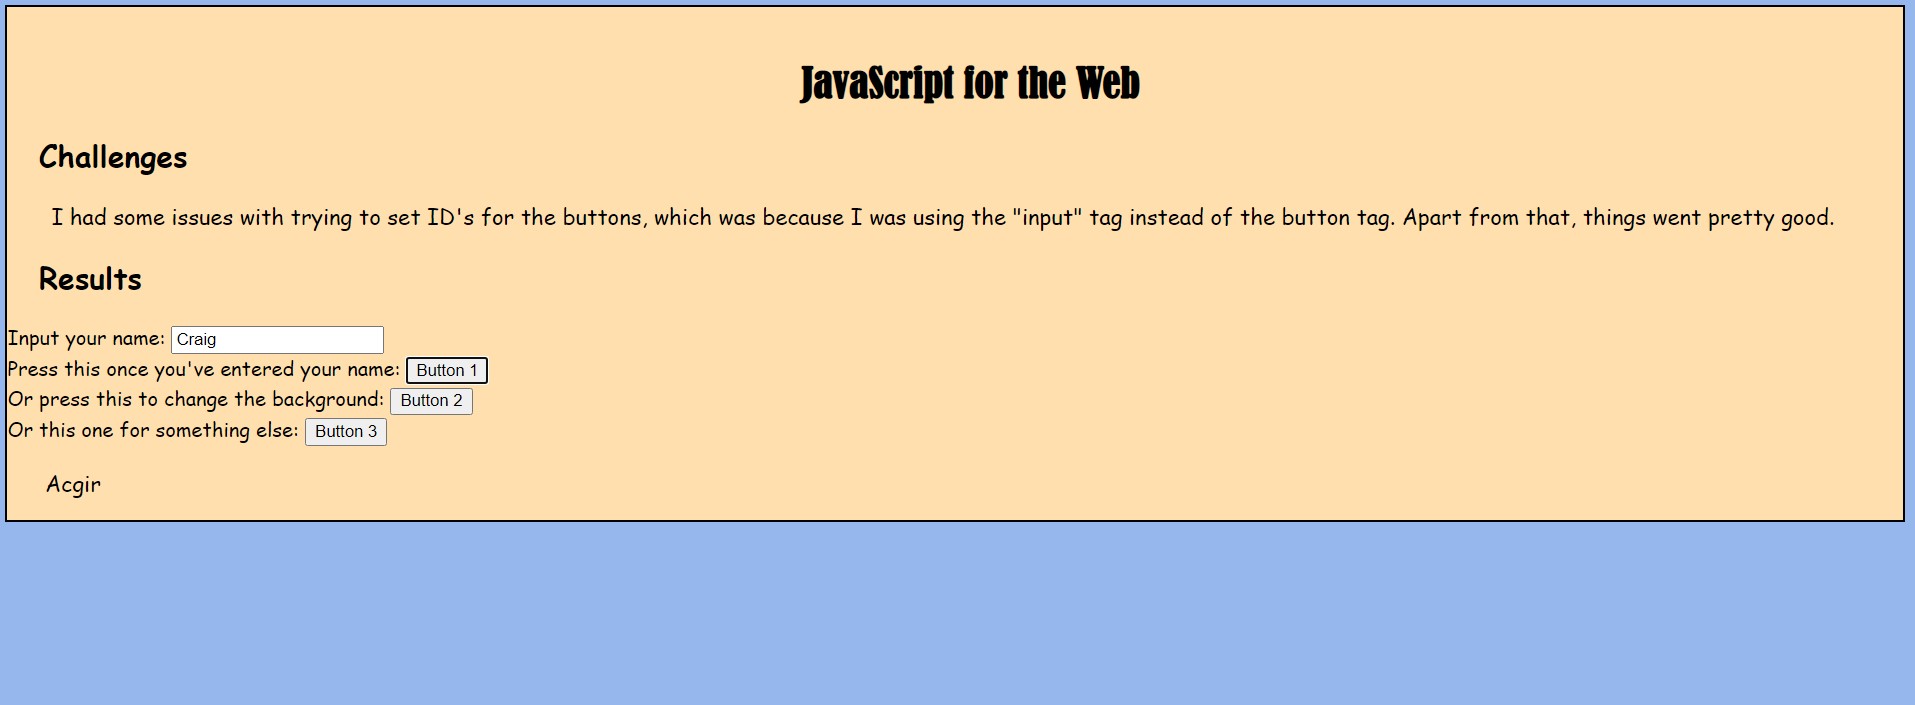 JavaScript for the Web
Challenges
I had some issues with trying to set ID's for the buttons, which was because I was using the "input" tag instead of the button tag. Apart from that, things went pretty good.
Results
Input your name: Craig
Press this once you've entered your name: Button 1
Or press this to change the background: Button 2
Or this one for something else: Button 3
Acgir